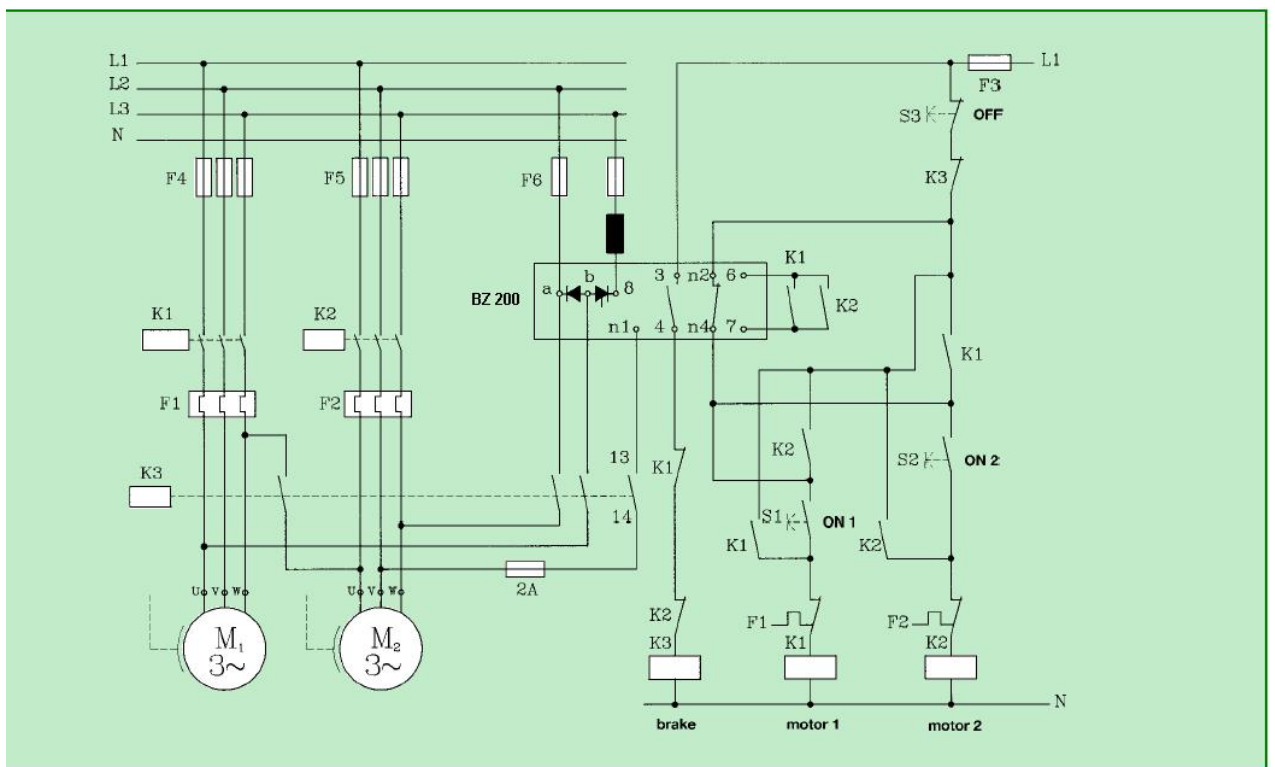 L1
L2
L3
N
F4
F5
F6
F3
L1
S3
OFF
K3
BZ 200
a
b
8
3
n2
6
n1
4
n4
7
K1
K2
K1
K2
K1
F1
F2
K3
13
14
K1
K2
S2
ON 2
S1
ON 1
K1
K2
2A
U V W
U V W
M1
3~
M2
3~
K2
F1
F2
K3
K1
K2
N
brake
motor 1
motor 2